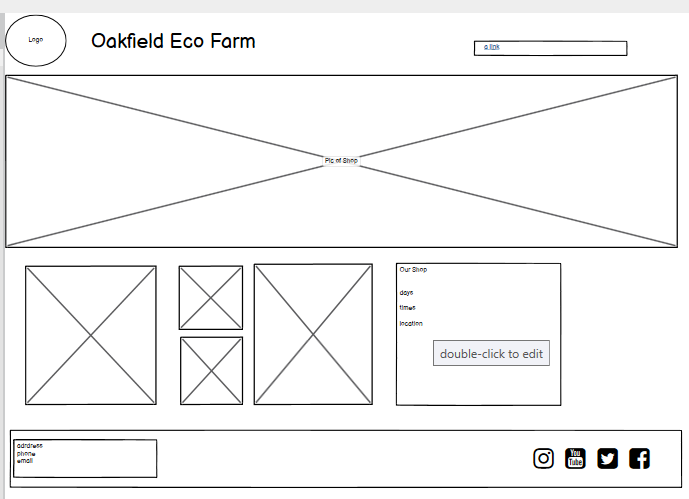 Logo
Oakfield Eco Farm
a link
Pic of Shop
Our Shop
days
times
location
double-click to edit
addrdress
phone
email
You
Tube